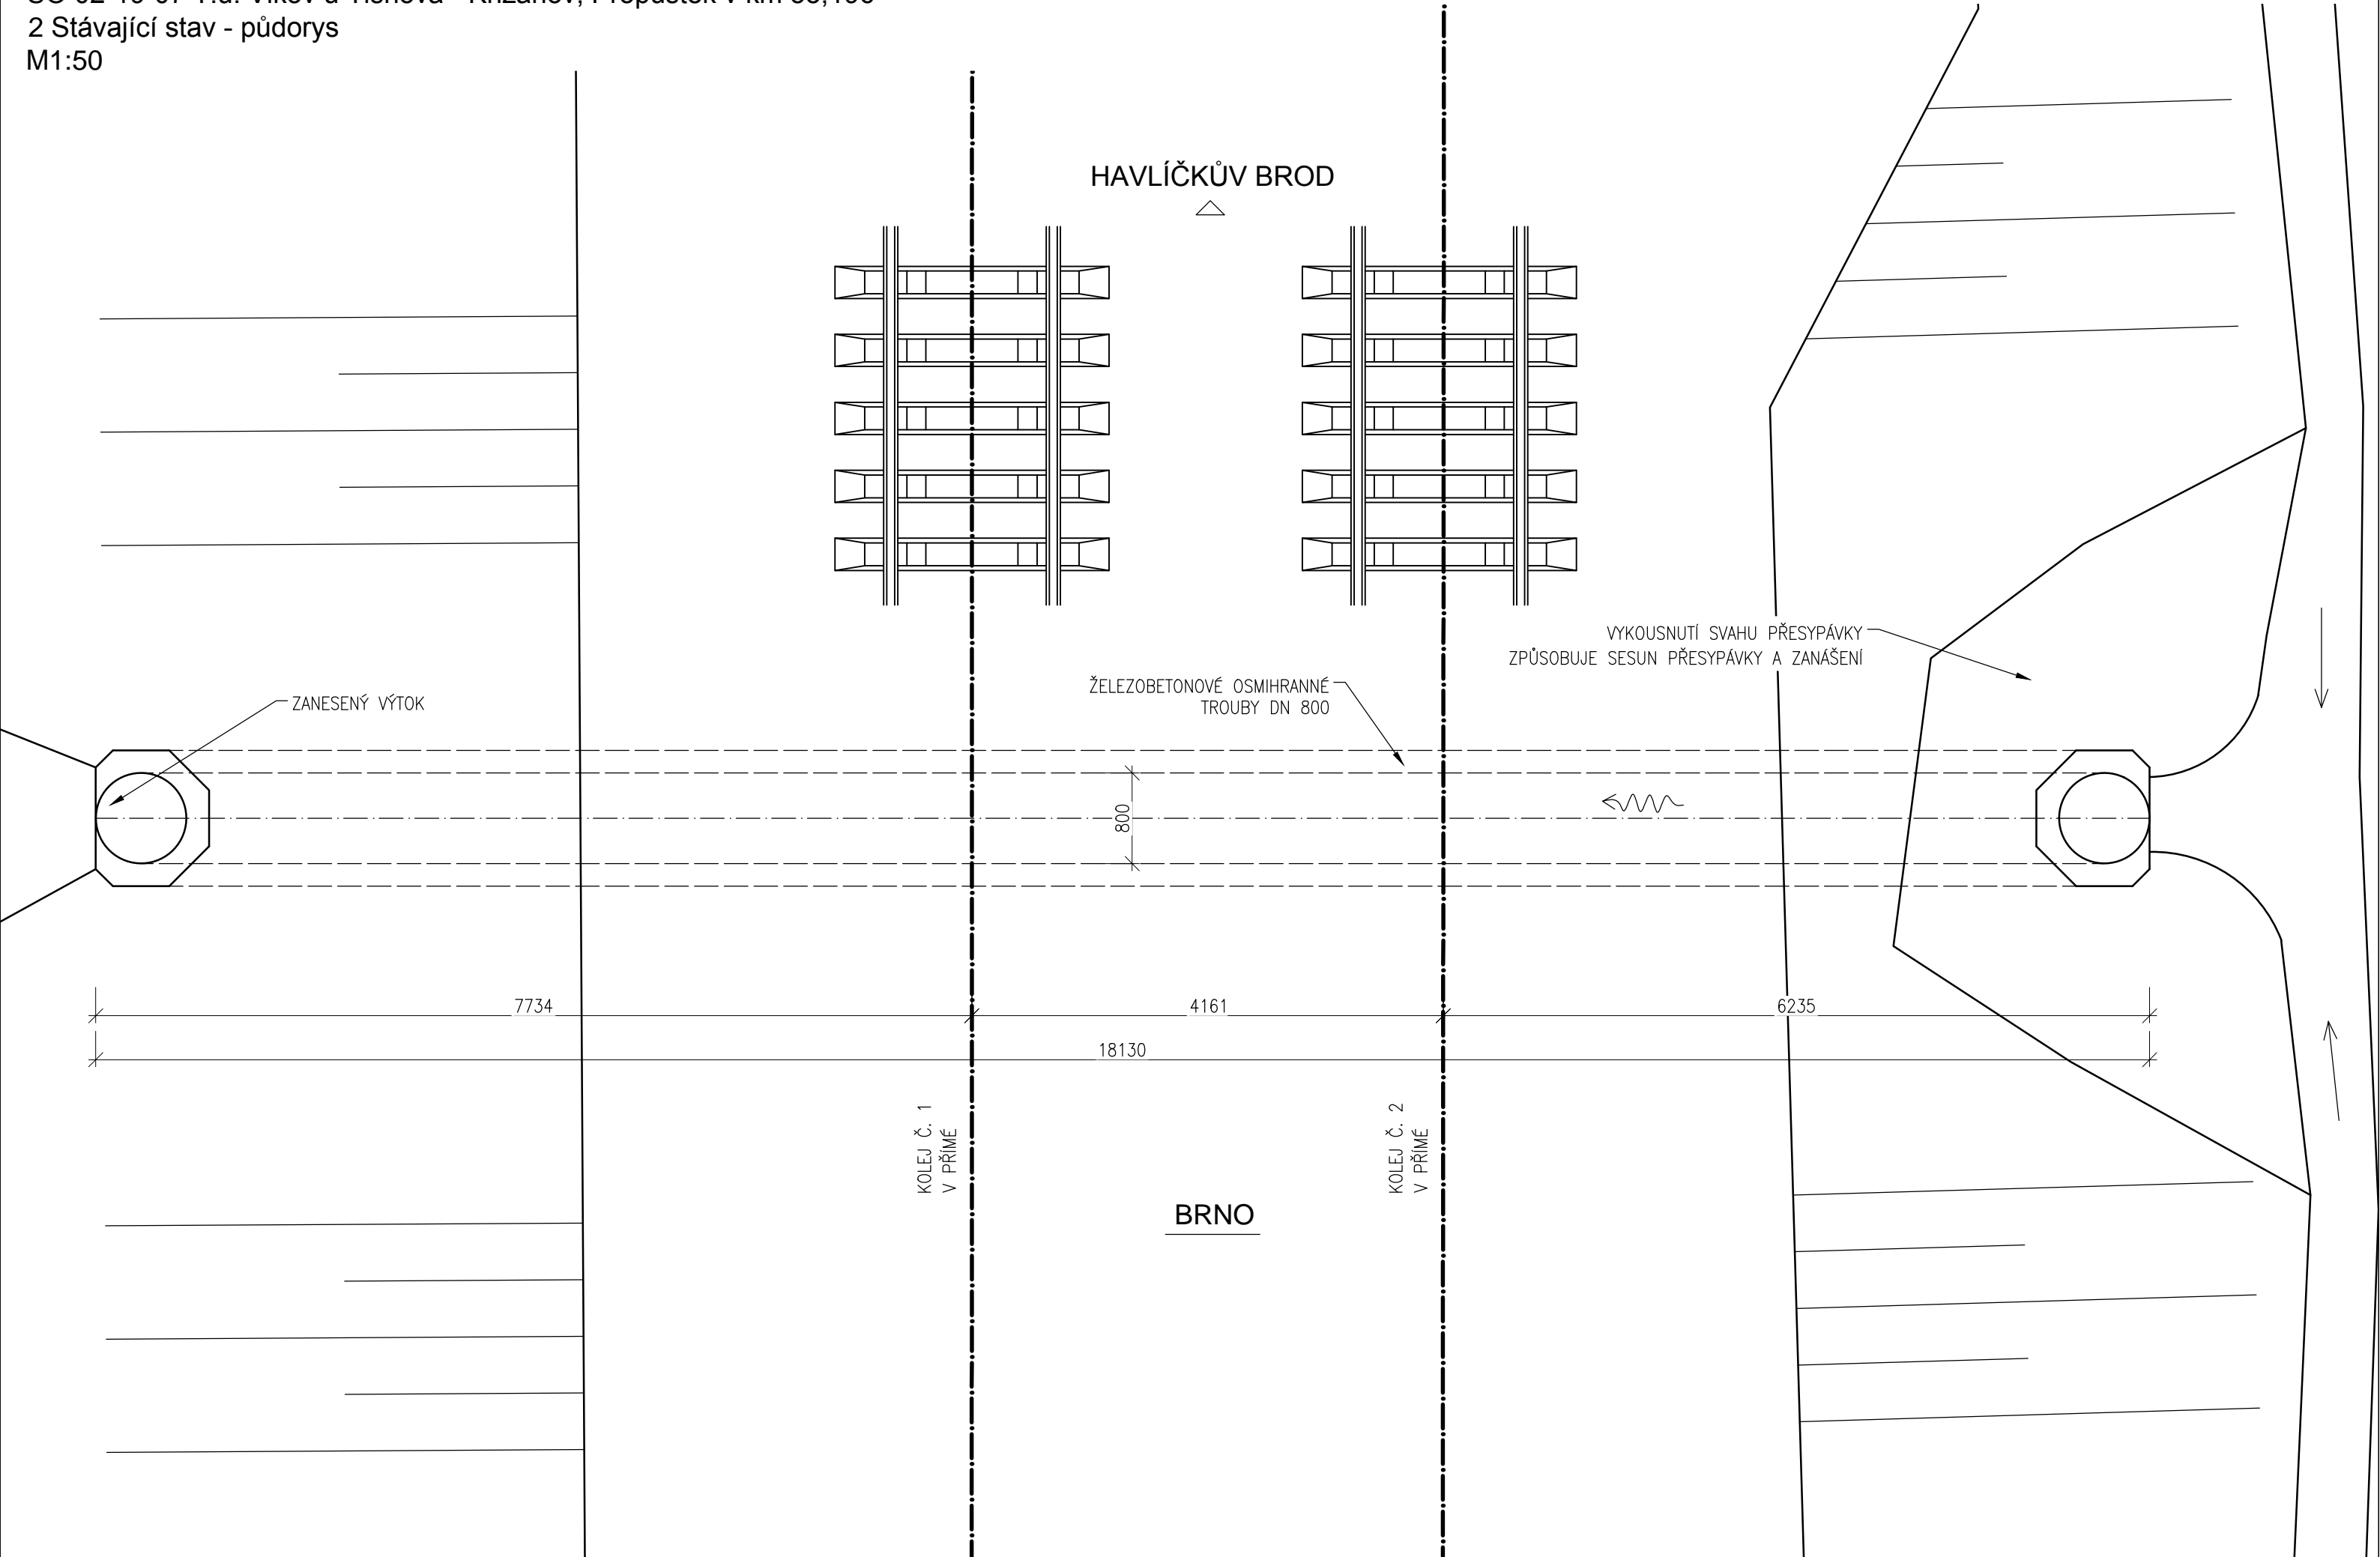 2 Stávající stav - půdorys
M1:50
HAVLÍČKŮV BROD
VYKOUSNUTÍ SVAHU PŘESYPÁVKY
ZPŮSOBUJE SESUN PŘESYPÁVKY A ZANÁŠENÍ
ŽELEZOBETONOVÉ OSMIHRANNÉ
TROUBY DN 800
ZANESENÝ VÝTOK
800
7734
4161
6235
18130
KOLEJ Č. 1
V PŘÍMÉ
KOLEJ Č. 2
V PŘÍMÉ
BRNO